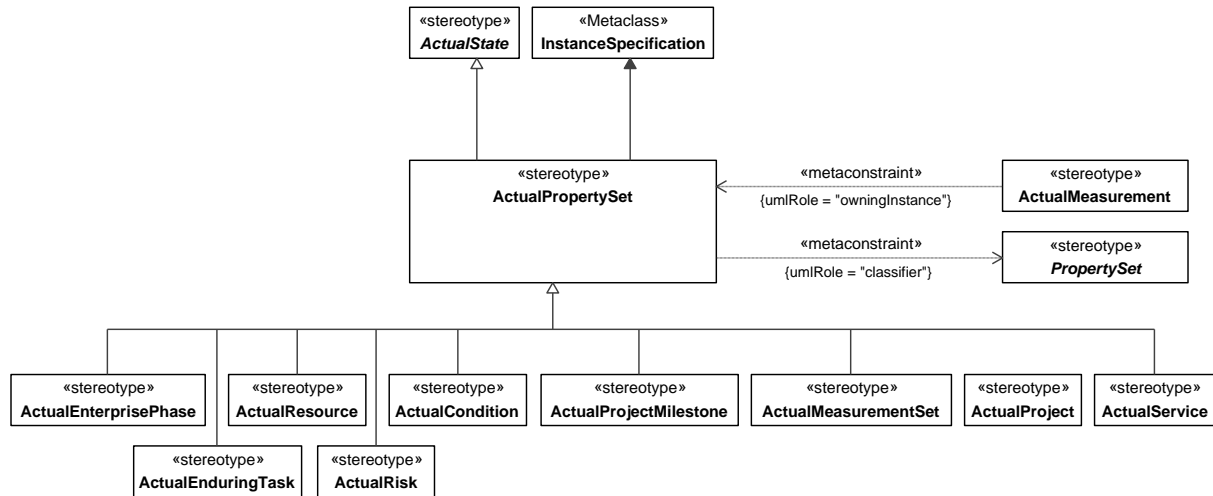 «stereotype»
ActualState
«Metaclass»
InstanceSpecification
«stereotype»
ActualPropertySet
«metaconstraint»
{umlRole = "owningInstance"}
«stereotype»
ActualMeasurement
«metaconstraint»
{umlRole = "classifier"}
«stereotype»
PropertySet
«stereotype»
ActualEnterprisePhase
«stereotype»
ActualResource
«stereotype»
ActualCondition
«stereotype»
ActualProjectMilestone
«stereotype»
ActualMeasurementSet
«stereotype»
ActualProject
«stereotype»
ActualService
«stereotype»
ActualEnduringTask
«stereotype»
ActualRisk